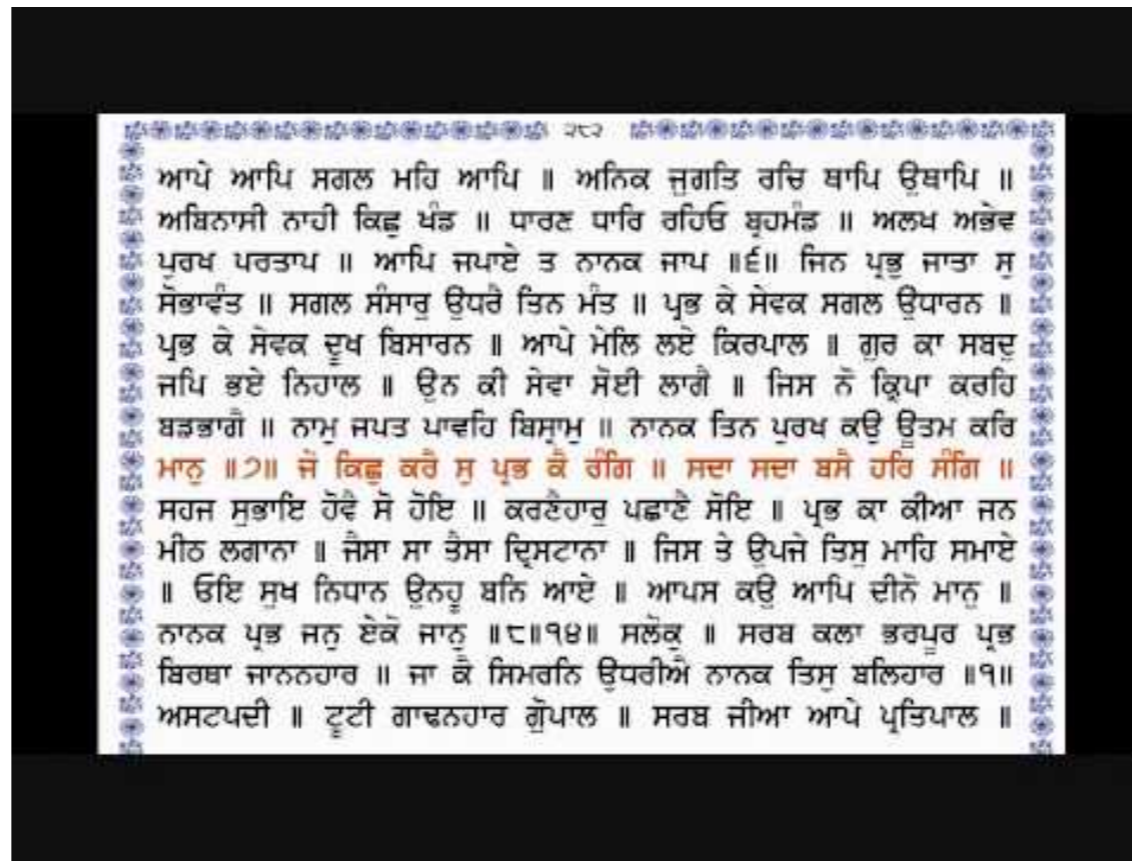 ੨੮੨
ਆਪੇ ਆਪਿ ਸਗਲ ਮਹਿ ਆਪਿ ॥ ਅਨਿਕ ਜੁਗਤਿ ਰਚਿ ਥਾਪਿ ਉਥਾਪਿ ॥
ਅਬਿਨਾਸੀ ਨਾਹੀ ਕਿਛੁ ਖੰਡ ॥ ਧਾਰਣ ਧਾਰਿ ਰਹਿਓ ਬ੍ਰਹਮੰਡ ॥ ਅਲਖ ਅਭੇਵ
ਪੁਰਖ ਪਰਤਾਪ ॥ ਆਪਿ ਜਪਾਏ ਤ ਨਾਨਕ ਜਾਪ ॥੬॥ ਜਿਨ ਪ੍ਰਭੁ ਜਾਤਾ ਸੁ
ਸੋਭਾਵੰਤ ॥ ਸਗਲ ਸੰਸਾਰੁ ਉਧਰੈ ਤਿਨ ਮੰਤ ॥ ਪ੍ਰਭ ਕੇ ਸੇਵਕ ਸਗਲ ਉਧਾਰਨ ॥
ਪ੍ਰਭ ਕੇ ਸੇਵਕ ਦੂਖ ਬਿਸਾਰਨ ॥ ਆਪੇ ਮੇਲਿ ਲਏ ਕਿਰਪਾਲ ॥ ਗੁਰ ਕਾ ਸਬਦੁ
ਜਪਿ ਭਏ ਨਿਹਾਲ ॥ ਉਨ ਕੀ ਸੇਵਾ ਸੋਈ ਲਾਗੈ ॥ ਜਿਸ ਨੋ ਕ੍ਰਿਪਾ ਕਰਹਿ
ਬਡਭਾਗੈ ॥ ਨਾਮੁ ਜਪਤ ਪਾਵਹਿ ਬਿਸ੍ਰਾਮੁ ॥ ਨਾਨਕ ਤਿਨ ਪੁਰਖ ਕਉ ਊਤਮ ਕਰਿ
ਮਾਨੁ ॥੭॥ ਜੋ ਕਿਛੁ ਕਰੈ ਸੁ ਪ੍ਰਭ ਕੈ ਰੰਗਿ ॥ ਸਦਾ ਸਦਾ ਬਸੈ ਹਰਿ ਸੰਗਿ ॥
ਸਹਜ ਸੁਭਾਇ ਹੋਵੈ ਸੋ ਹੋਇ ॥ ਕਰਣੈਹਾਰੁ ਪਛਾਣੈ ਸੋਇ ॥ ਪ੍ਰਭ ਕਾ ਕੀਆ ਜਨ
ਮੀਠ ਲਗਾਨਾ ॥ ਜੈਸਾ ਸਾ ਤੈਸਾ ਦ੍ਰਿਸਟਾਨਾ ॥ ਜਿਸ ਤੇ ਉਪਜੇ ਤਿਸੁ ਮਾਹਿ ਸਮਾਏ
॥ ਓਇ ਸੁਖ ਨਿਧਾਨ ਉਨਹੂ ਬਨਿ ਆਏ ॥ ਆਪਸ ਕਉ ਆਪਿ ਦੀਨੋ ਮਾਨੁ ॥
ਨਾਨਕ ਪ੍ਰਭ ਜਨੁ ਏਕੋ ਜਾਨੁ ॥੮॥੧੪॥ ਸਲੋਕੁ ॥ ਸਰਬ ਕਲਾ ਭਰਪੂਰ ਪ੍ਰਭ
ਬਿਰਥਾ ਜਾਨਨਹਾਰ ॥ ਜਾ ਕੈ ਸਿਮਰਨਿ ਉਧਰੀਐ ਨਾਨਕ ਤਿਸੁ ਬਲਿਹਾਰ ॥੧॥
ਅਸਟਪਦੀ ॥ ਟੂਟੀ ਗਾਢਨਹਾਰ ਗੋੁਪਾਲ ॥ ਸਰਬ ਜੀਆ ਆਪੇ ਪ੍ਰਤਿਪਾਲ ॥